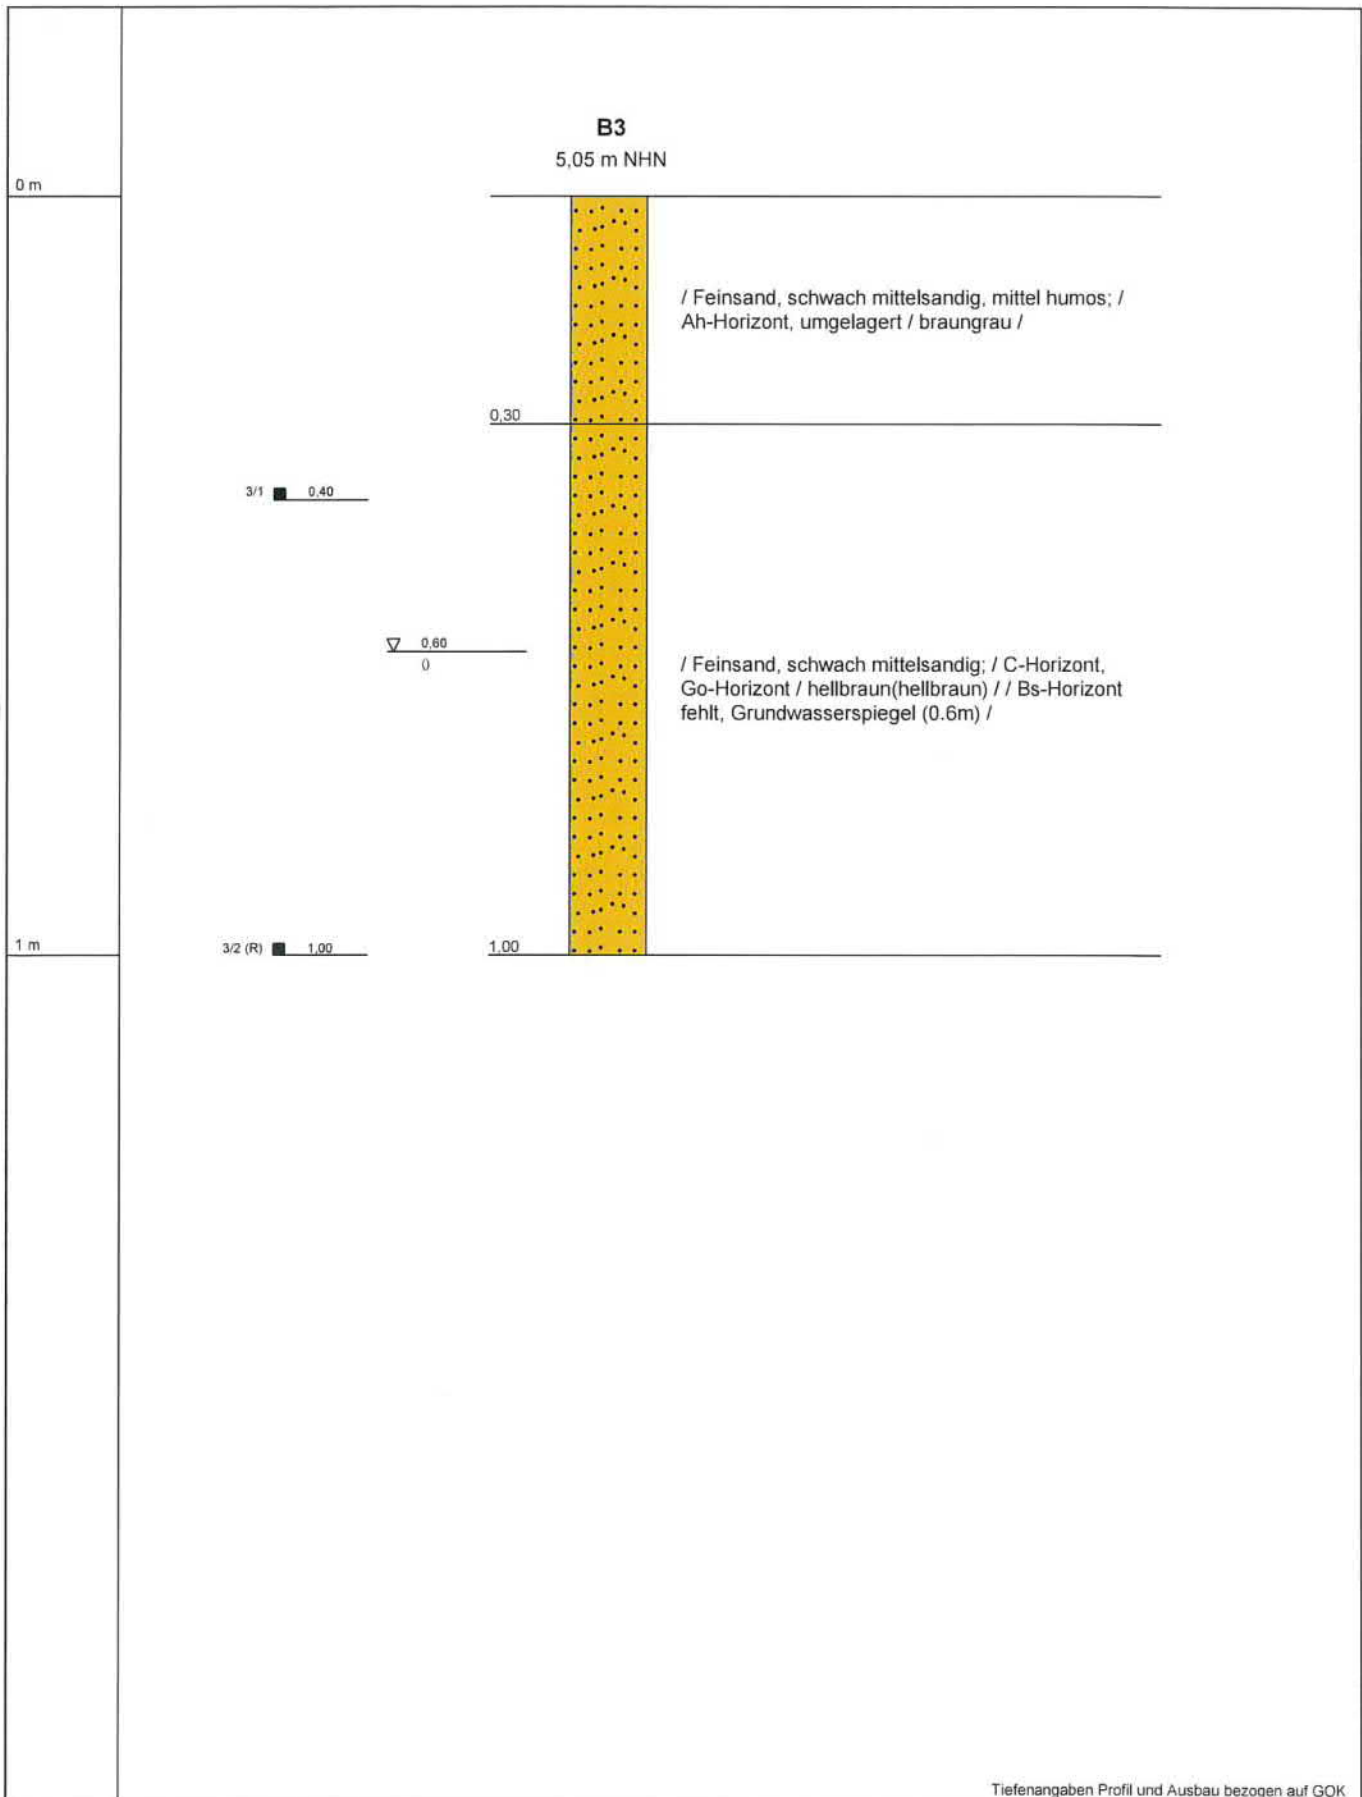 B3
5,05 m NHN
0 m
/ Feinsand, schwach mittelsandig, mittel humos; /
Ah-Horizont, umgelagert / braungrau /
0,30
3/1 0,40
0,60
()
/ Feinsand, schwach mittelsandig; / C-Horizont,
Go-Horizont / hellbraun(hellbraun) / / Bs-Horizont
fehlt, Grundwasserspiegel (0.6m) /
1 m
3/2 (R) 1,00
1,00
Tiefenangaben Profil und Ausbau bezogen auf GOK